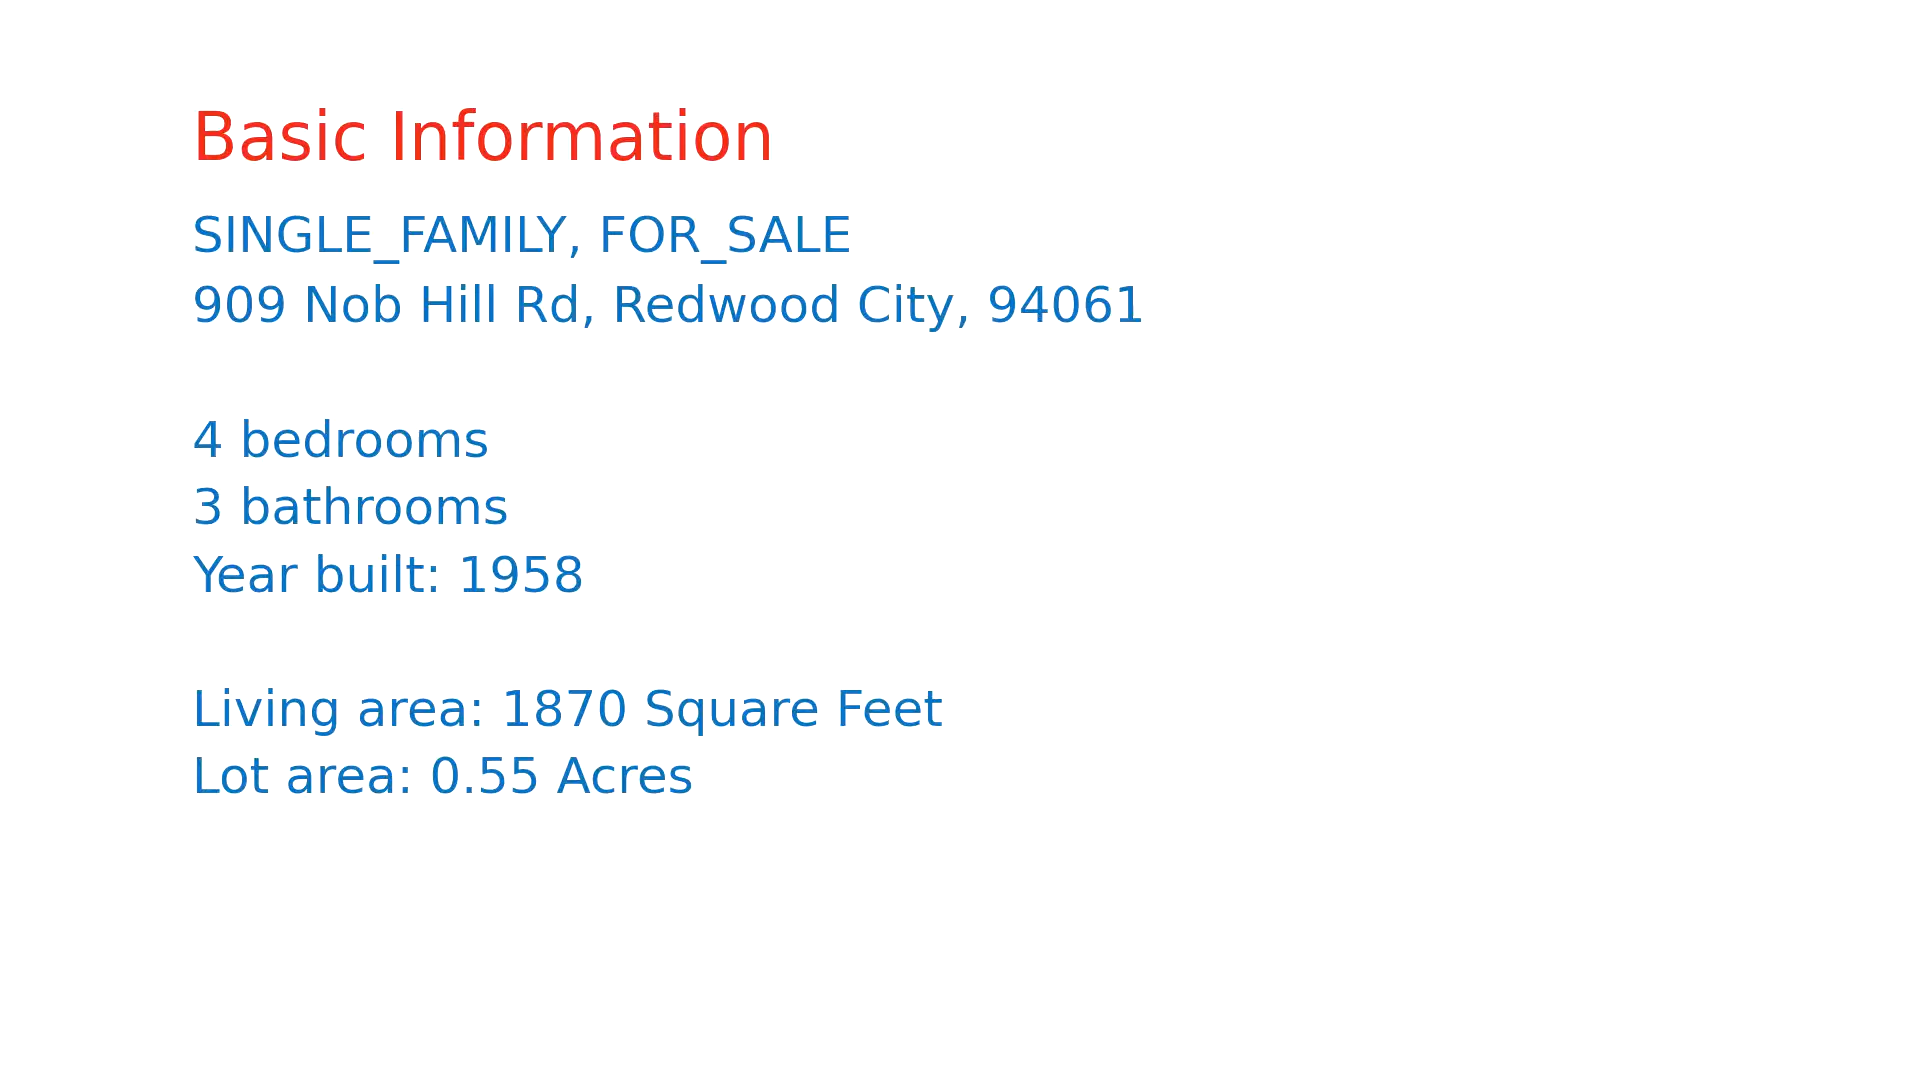 Basic Information
SINGLE_FAMILY, FOR_SALE
909 Nob Hill Rd, Redwood City, 94061
4 bedrooms
3 bathrooms
Year built: 1958
Living area: 1870 Square Feet
Lot area: 0.55 Acres